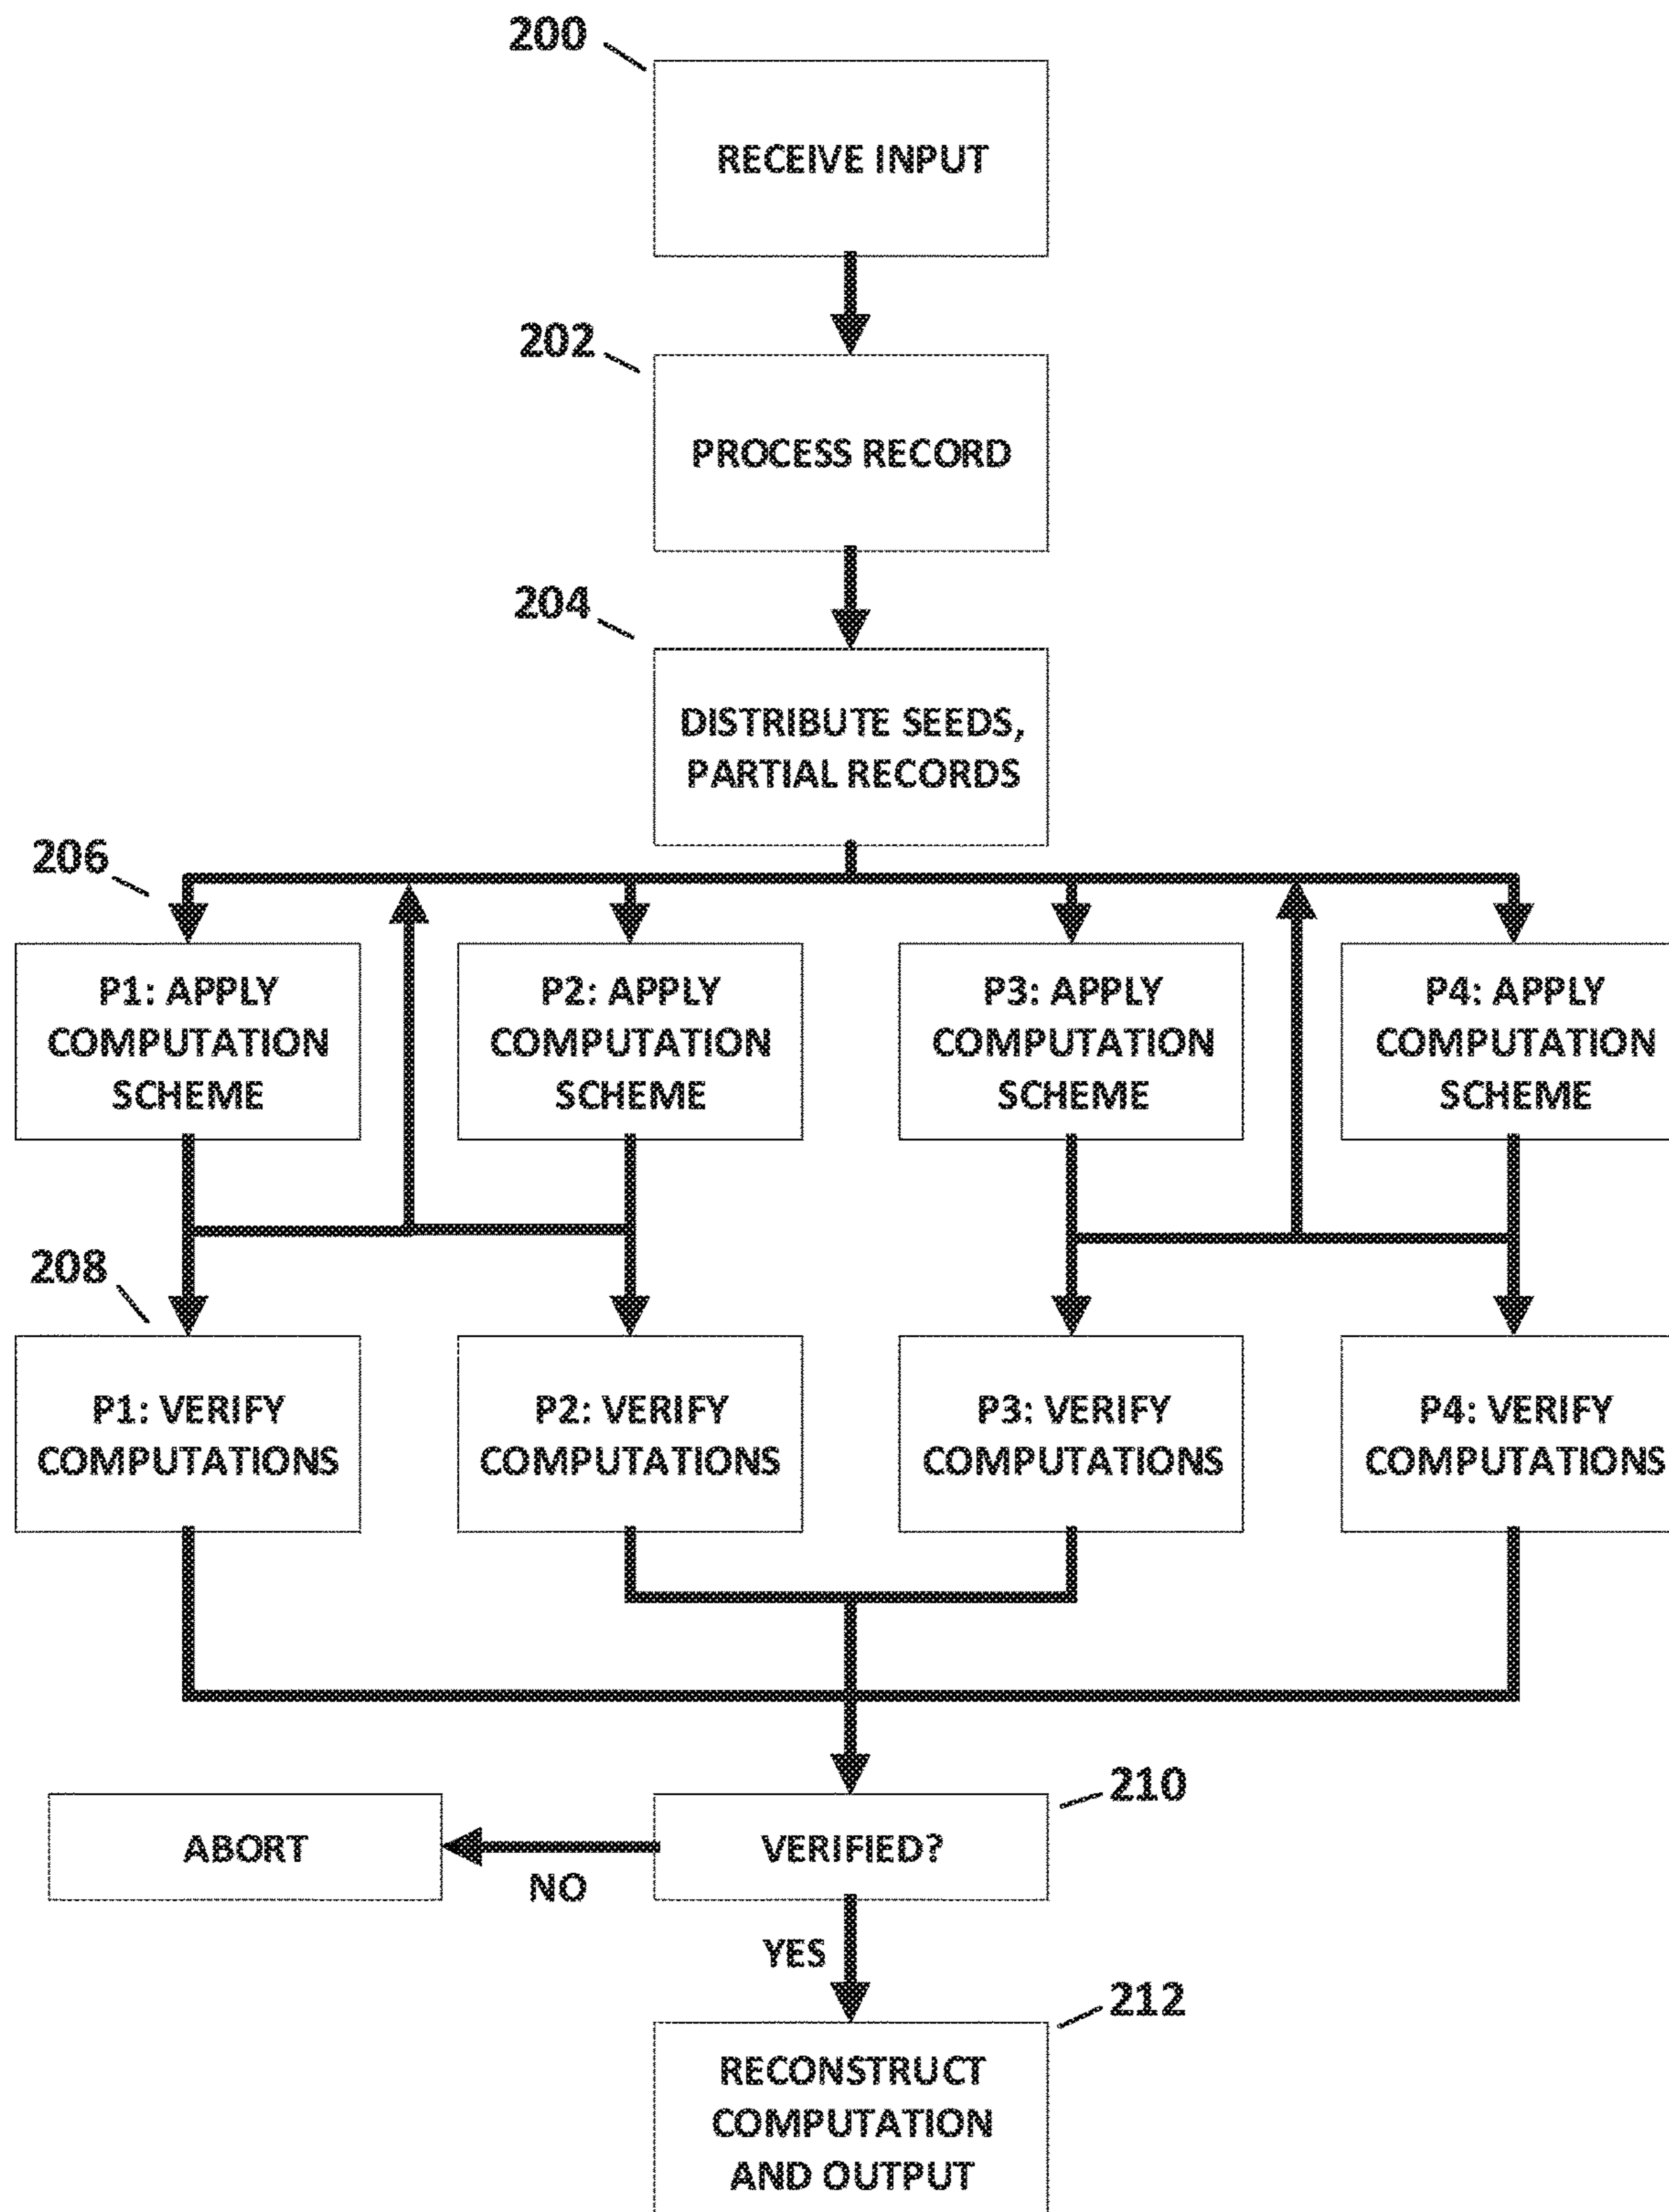 200
RECEIVE INPUT
202
PROCESS RECORD
204
DISTRIBUTE SEEDS,
PARTIAL RECORDS
206
P1: APPLY
COMPUTATION
SCHEME
P2: APPLY
COMPUTATION
SCHEME
P3: APPLY
COMPUTATION
SCHEME
P4: APPLY
COMPUTATION
SCHEME
208
P1: VERIFY
COMPUTATIONS
P2: VERIFY
COMPUTATIONS
P3: VERIFY
COMPUTATIONS
P4: VERIFY
COMPUTATIONS
210
ABORT
NO
VERIFIED?
YES
212
RECONSTRUCT
COMPUTATION
AND OUTPUT